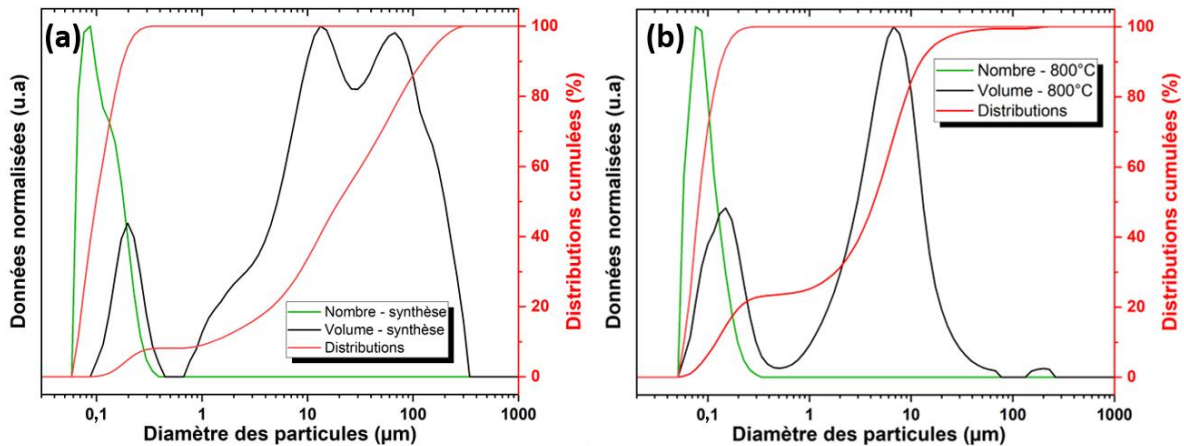 (a)
Données normalisées (u.a)
Nombre - synthèse
Volume - synthèse
Distributions
100
80
60
40
20
0
Distributions cumulées (%)
0,1 1 10 100 1000
Diamètre des particules (µm)
(b)
Données normalisées (u.a)
Nombre - 800°C
Volume - 800°C
Distributions
100
80
60
40
20
0
Distributions cumulées (%)
0,1 1 10 100 1000
Diamètre des particules (µm)